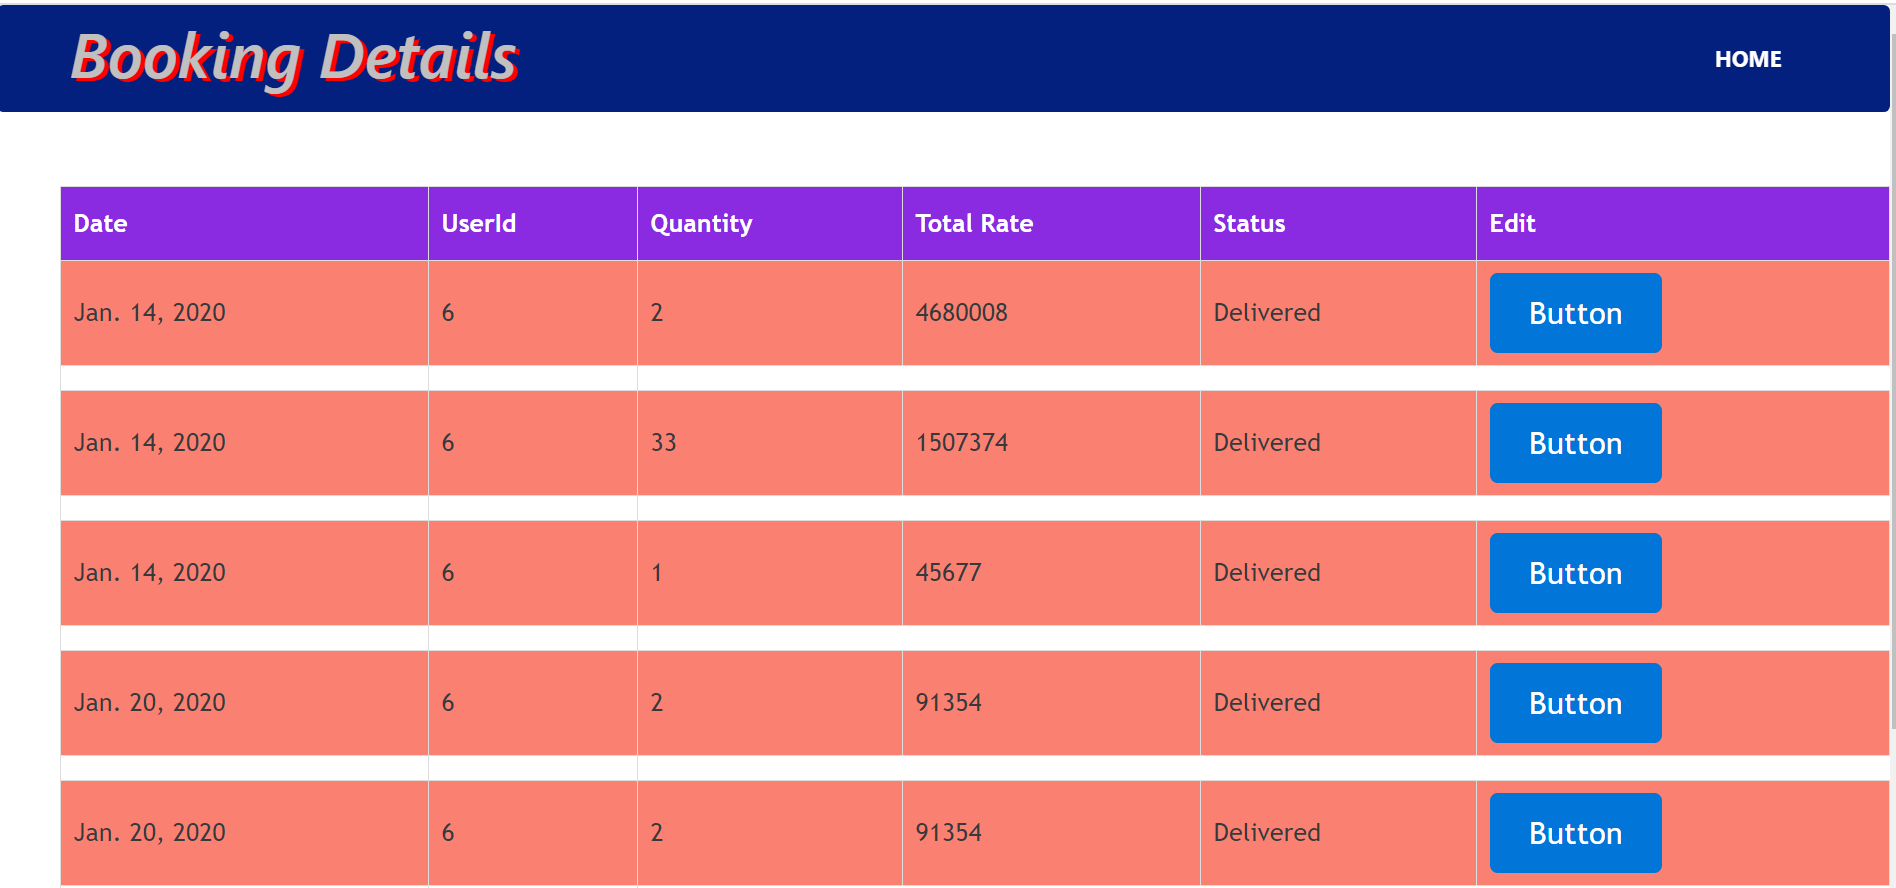 Booking Details HOME
Date UserId Quantity Total Rate Status Edit
Jan. 14, 2020 6 2 4680008 Delivered Button
Jan. 14, 2020 6 33 1507374 Delivered Button
Jan. 14, 2020 6 1 45677 Delivered Button
Jan. 20, 2020 6 2 91354 Delivered Button
Jan. 20, 2020 6 2 91354 Delivered Button